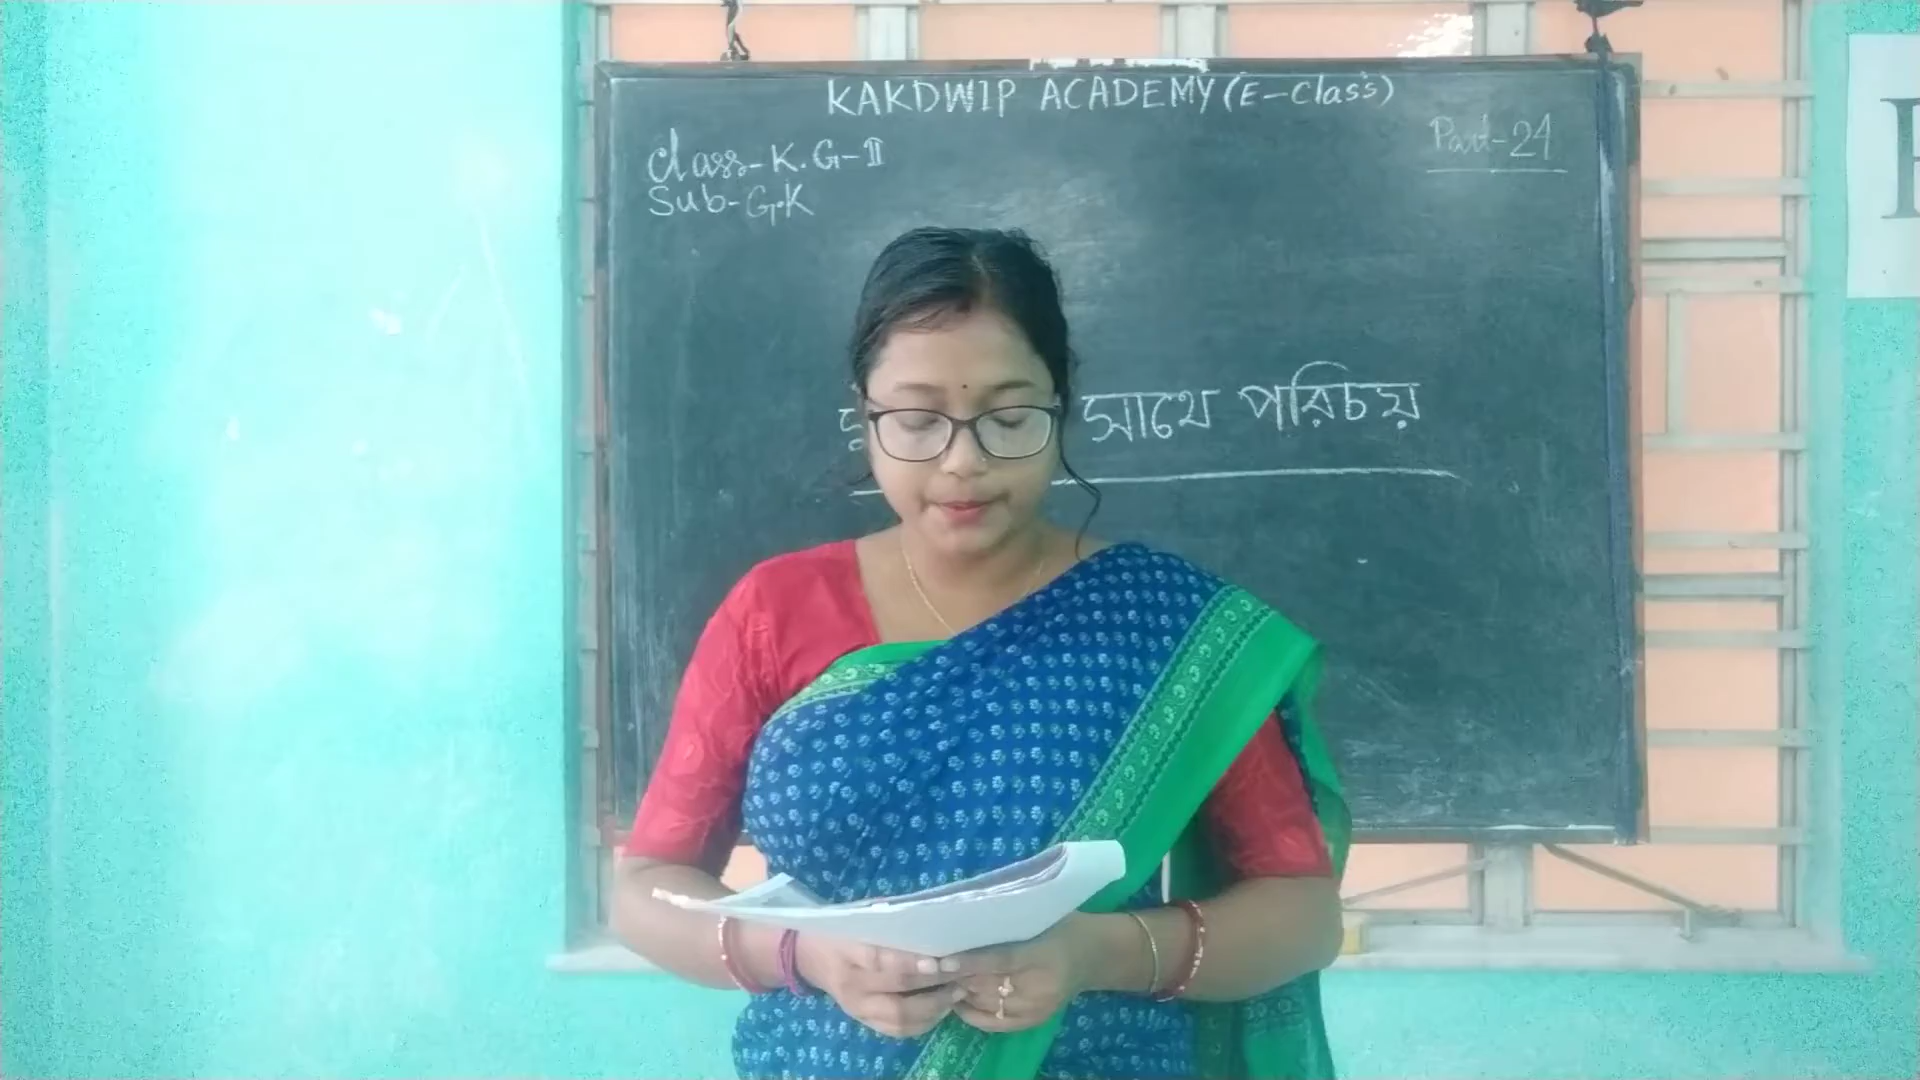 KAKDWIP ACADEMY (E-Class)
Part-24
Class-K.G-II
Sub-G.K
সাথে পরিচয়